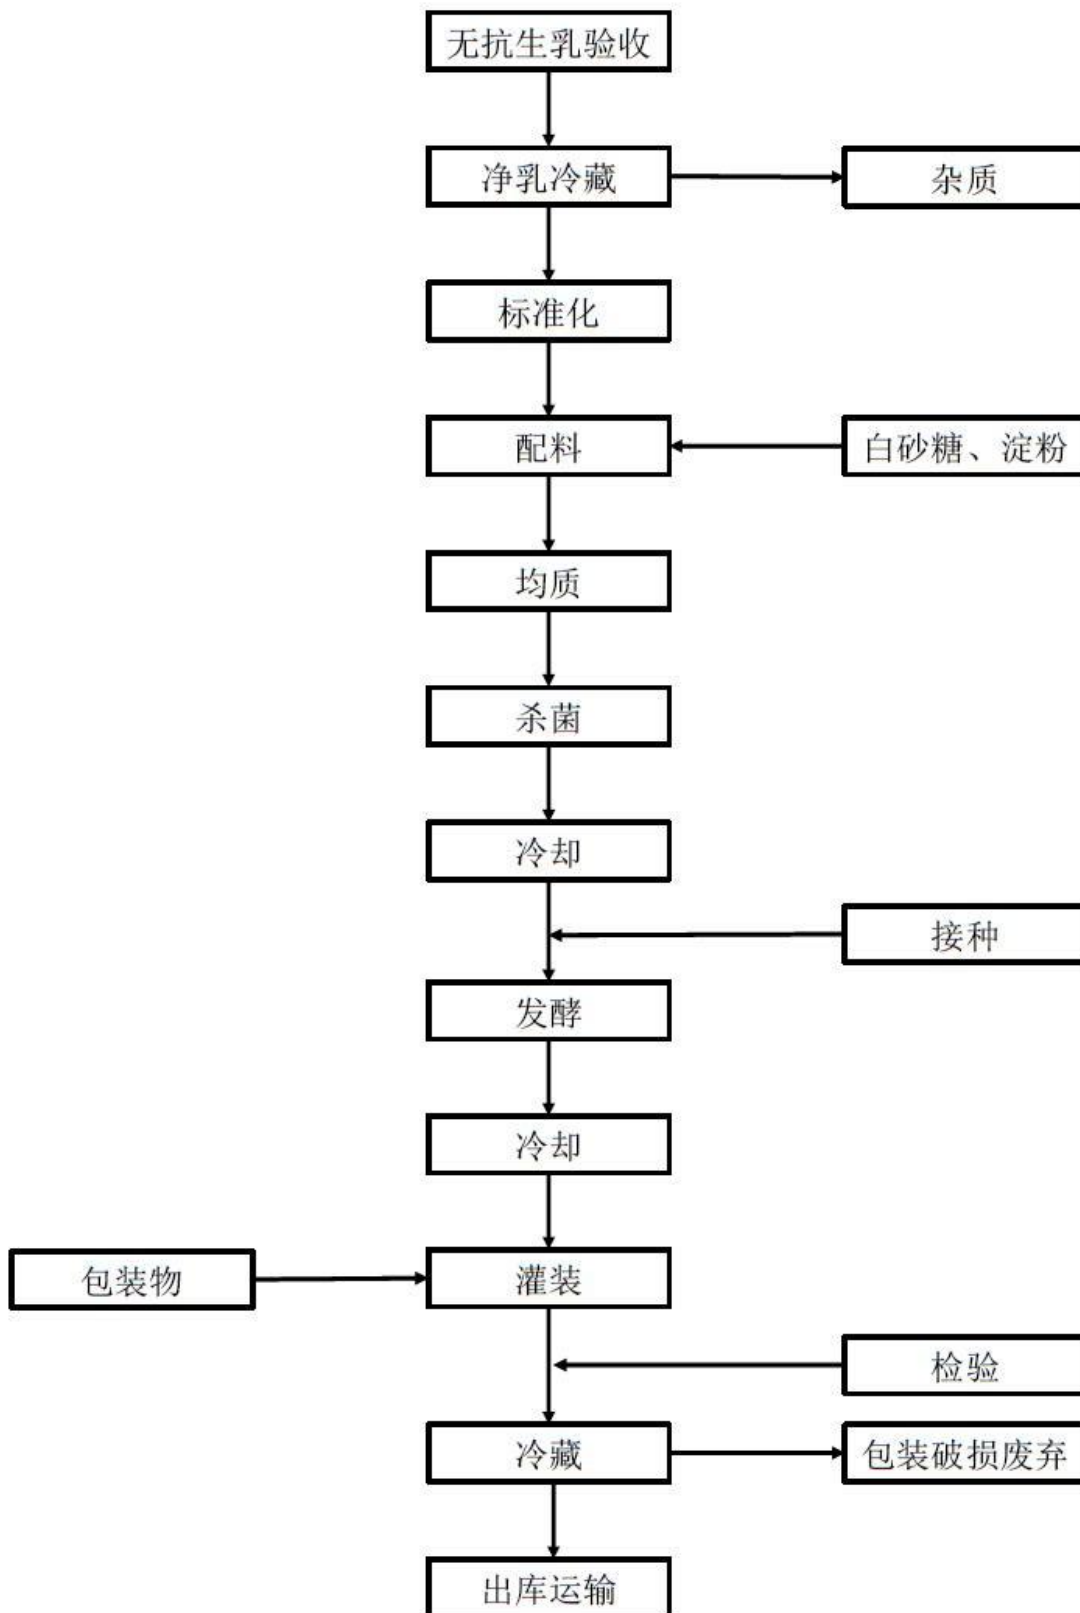 无抗生乳验收
净乳冷藏
杂质
标准化
配料
白砂糖、淀粉
均质
杀菌
冷却
接种
发酵
冷却
包装物
灌装
检验
冷藏
包装破损废弃
出库运输